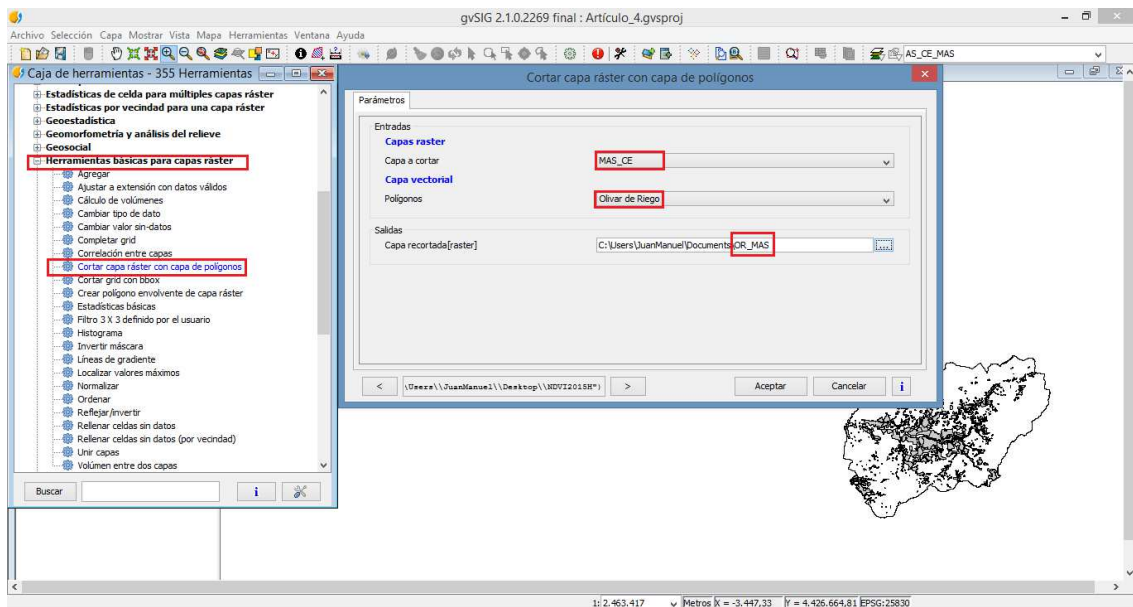 gvSIG 2.1.0.2269 final : Artículo_4.gvsproj
Archivo Selección Capa Mostrar Vista Mapa Herramientas Ventana Ayuda
AS_CE_MAS
Caja de herramientas - 355 Herramientas
Estadísticas de celda para múltiples capas ráster
Estadísticas por vecindad para una capa ráster
Geoestadística
Geomorfometría y análisis del relieve
Geosocial
Herramientas básicas para capas ráster
Agregar
Ajustar a extensión con datos válidos
Cálculo de volúmenes
Cambiar tipo de dato
Cambiar valor sin-datos
Completar grid
Correlación entre capas
Cortar capa ráster con capa de polígonos
Cortar grid con bbox
Crear polígono envolvente de capa ráster
Estadísticas básicas
Filtro 3 X 3 definido por el usuario
Histograma
Invertir máscara
Líneas de gradiente
Localizar valores máximos
Normalizar
Ordenar
Reflejar/invertir
Rellenar celdas sin datos
Rellenar celdas sin datos (por vecindad)
Unir capas
Volúmen entre dos capas
Buscar
i
Cortar capa ráster con capa de polígonos
Parámetros
Entradas
Capas raster
Capa a cortar MAS_CE
Capa vectorial
Polígonos Olivar de Riego
Salidas
Capa recortada[raster] C:\Users\JuanManuel\Documents\OR_MAS ...
< \Users\\JuanManuel\\Desktop\\NDVI2015H") > Aceptar Cancelar i
1: 2.463.417 Metros X = -3.447,33 Y = 4.426.664,81 EPSG:25830